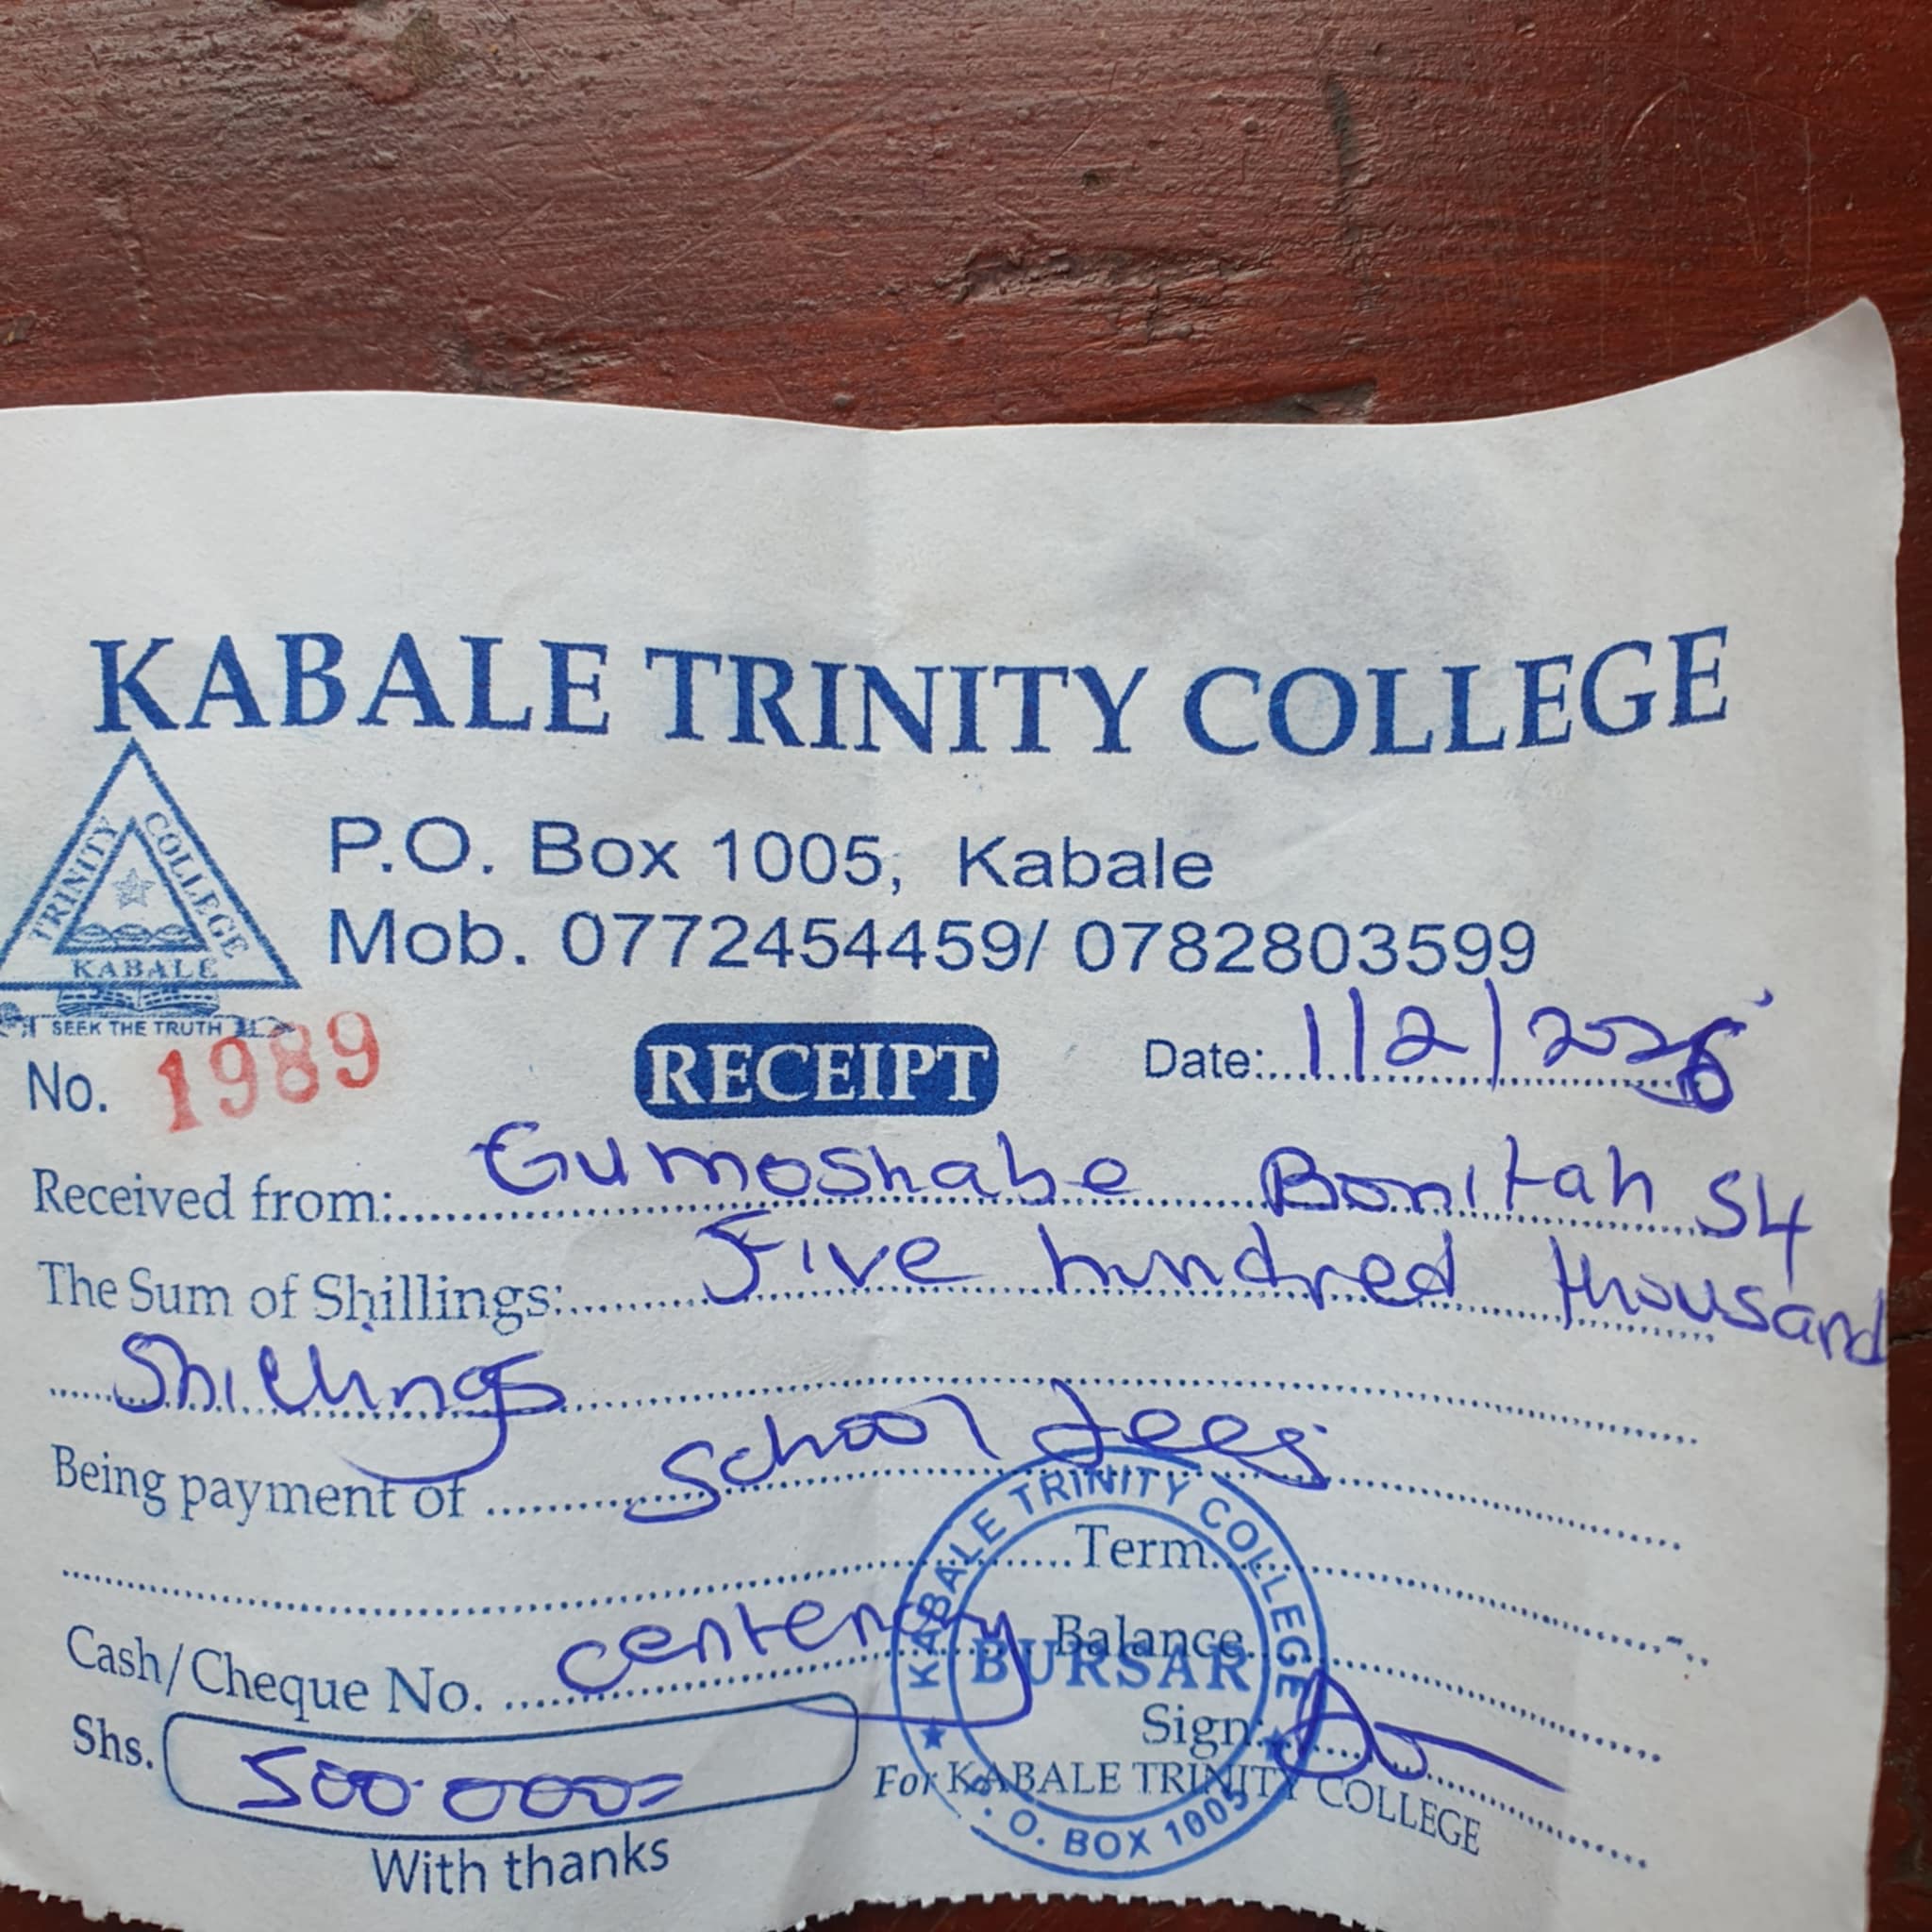 KABALE TRINITY COLLEGE
TRINITY COLLEGE
KABALE
SEEK THE TRUTH
P.O. Box 1005, Kabale
Mob. 0772454459/ 0782803599
No. 1989
RECEIPT
Date: 1/2/2026
Received from: Gumoshabe Bonitah S4
The Sum of Shillings: Five hundred thousand
Shillings
Being payment of school fees
Term
Cash/Cheque No. centenary
Balance
Sign:
Shs. 500.000=
For KABALE TRINITY COLLEGE
With thanks
KABALE TRINITY COLLEGE
BURSAR
P. O. BOX 1005